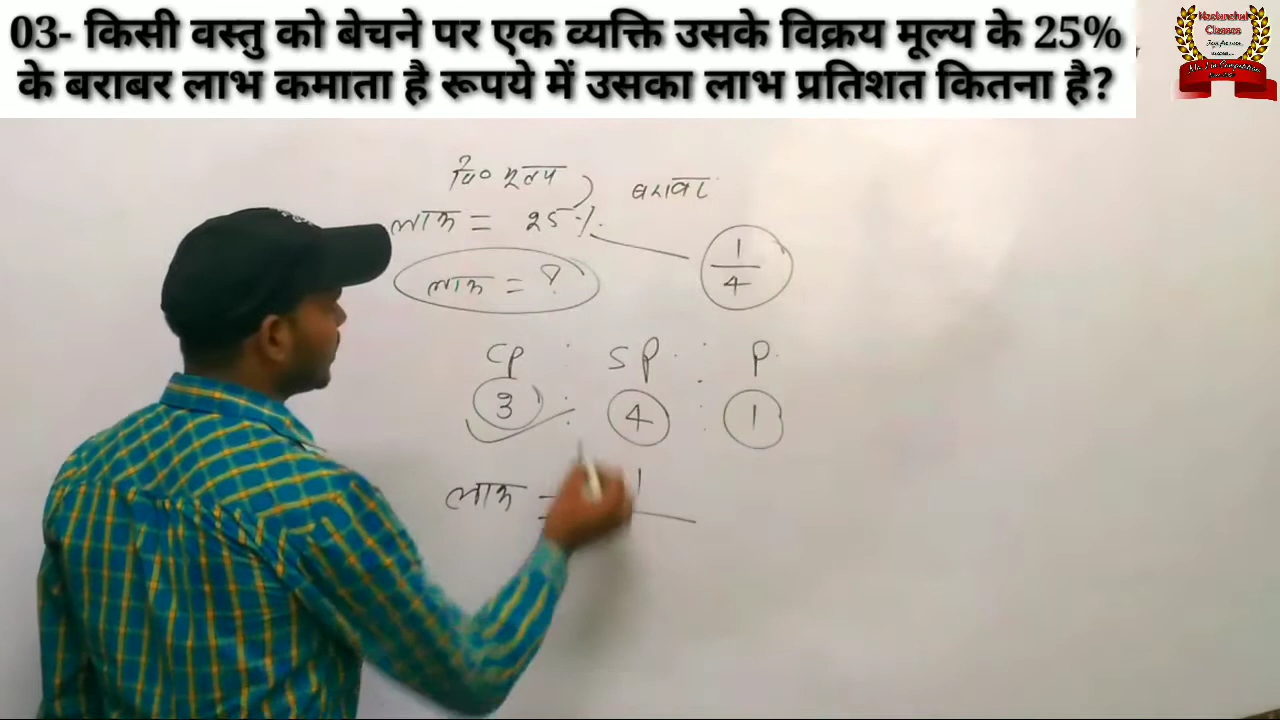 03- किसी वस्तु को बेचने पर एक व्यक्ति उसके विक्रय मूल्य के 25%
के बराबर लाभ कमाता है रूपये में उसका लाभ प्रतिशत कितना है?
वि० मूल्य
बराबर
लाभ = 25%
1/4
लाभ = ?
CP : SP : P
3 : 4 : 1
लाभ = 1